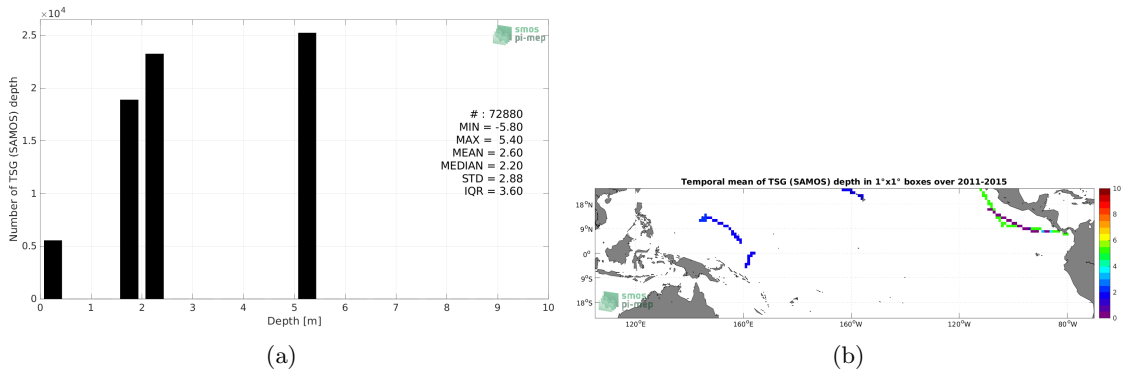 ×10⁴
2.5
2
1.5
1
0.5
0
0 1 2 3 4 5 6 7 8 9 10
Number of TSG (SAMOS) depth
Depth [m]
smos
pi-mep
# : 72880
MIN = -5.80
MAX = 5.40
MEAN = 2.60
MEDIAN = 2.20
STD = 2.88
IQR = 3.60
(a)
Temporal mean of TSG (SAMOS) depth in 1°x1° boxes over 2011-2015
18°N
9°N
0°
9°S
18°S
120°E 160°E 160°W 120°W 80°W
smos
pi-mep
10
8
6
4
2
0
(b)